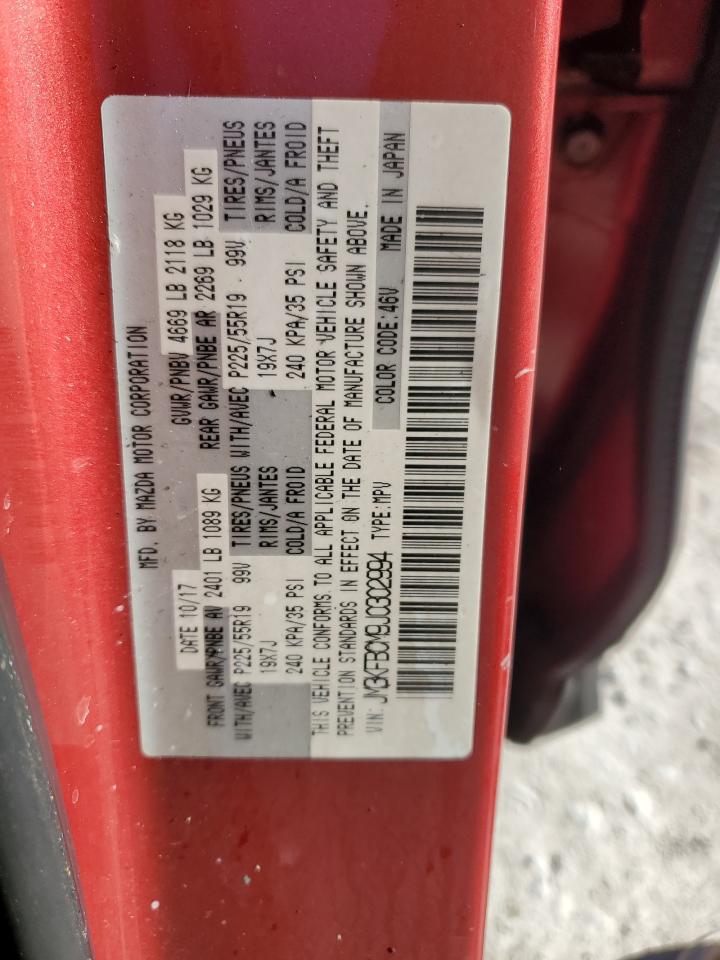 MFD. BY MAZDA MOTOR CORPORATION
DATE 10/17 GVWR/PNBV 4669 LB 2118 KG
FRONT GAWR/PNBE AV 2401 LB 1089 KG REAR GAWR/PNBE AR 2269 LB 1029 KG
WITH/AVEC P225/55R19 99V TIRES/PNEUS WITH/AVEC P225/55R19 99V TIRES/PNEUS
19X7J RIMS/JANTES 19X7J RIMS/JANTES
240 KPA/35 PSI COLD/A FROID 240 KPA/35 PSI COLD/A FROID
THIS VEHICLE CONFORMS TO ALL APPLICABLE FEDERAL MOTOR VEHICLE SAFETY AND THEFT
PREVENTION STANDARDS IN EFFECT ON THE DATE OF MANUFACTURE SHOWN ABOVE.
VIN: JM3KFBCM9J0302994 TYPE:MPV COLOR CODE:46V MADE IN JAPAN